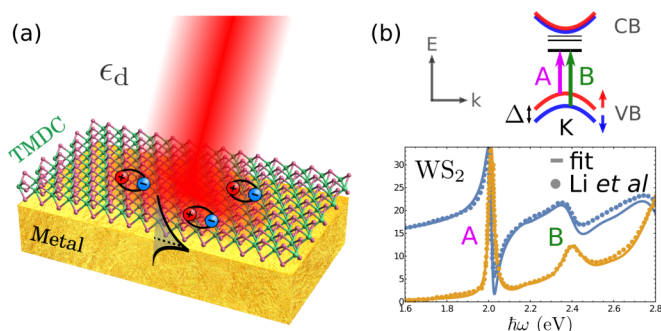 (a)
ϵd
TMDC
Metal
(b)
CB
E
k
A
B
Δ
K
VB
WS2
fit
Li et al
A
B
30
25
20
15
10
5
0
1.6
1.8
2.0
2.2
2.4
2.6
2.8
ℏω (eV)